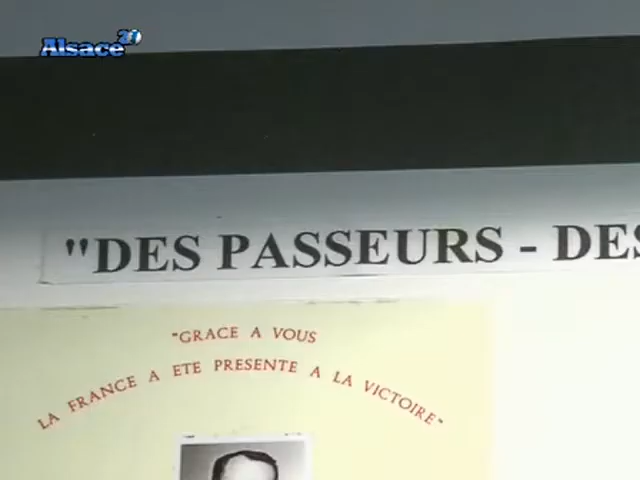 Alsace 20
"DES PASSEURS - DES
"GRACE A VOUS
LA FRANCE A ETE PRESENTE A LA VICTOIRE"